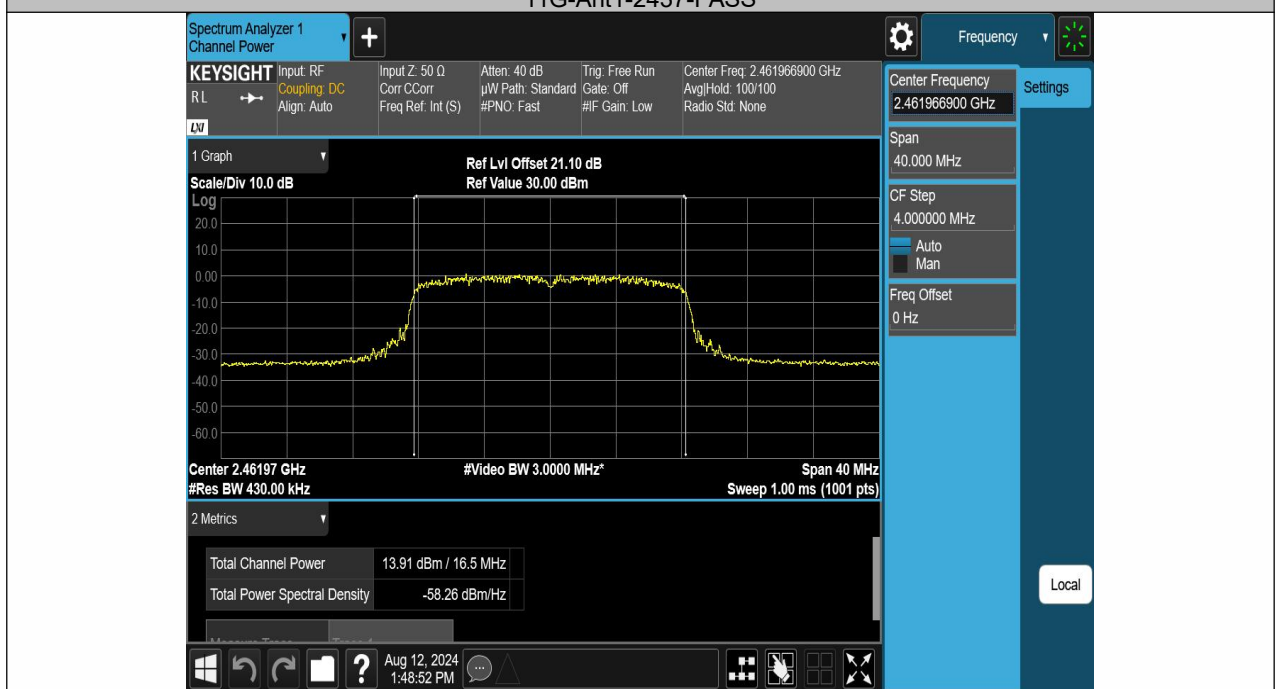 11G-Ant1-2437-PASS
Spectrum Analyzer 1
Channel Power
Frequency
KEYSIGHT
RL
LXI
Input: RF
Coupling: DC
Align: Auto
Input Z: 50 Ω
Corr CCorr
Freq Ref: Int (S)
Atten: 40 dB
µW Path: Standard
#PNO: Fast
Trig: Free Run
Gate: Off
#IF Gain: Low
Center Freq: 2.461966900 GHz
Avg|Hold: 100/100
Radio Std: None
Center Frequency
2.461966900 GHz
Settings
Span
40.000 MHz
CF Step
4.000000 MHz
Auto
Man
Freq Offset
0 Hz
Local
1 Graph
Scale/Div 10.0 dB
Ref Lvl Offset 21.10 dB
Ref Value 30.00 dBm
Log
20.0
10.0
0.00
-10.0
-20.0
-30.0
-40.0
-50.0
-60.0
Center 2.46197 GHz
#Video BW 3.0000 MHz*
Span 40 MHz
#Res BW 430.00 kHz
Sweep 1.00 ms (1001 pts)
2 Metrics
Total Channel Power 13.91 dBm / 16.5 MHz
Total Power Spectral Density -58.26 dBm/Hz
?
Aug 12, 2024
1:48:52 PM